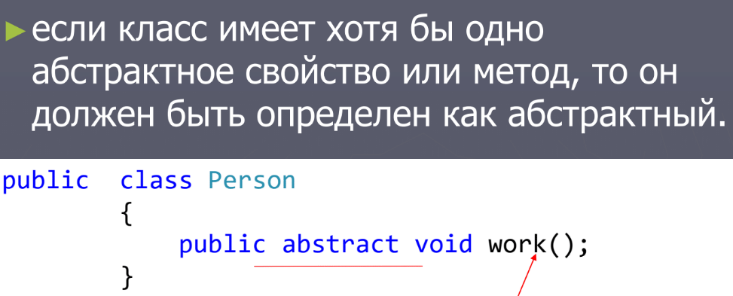 если класс имеет хотя бы одно
абстрактное свойство или метод, то он
должен быть определен как абстрактный.
public class Person
{
public abstract void work();
}